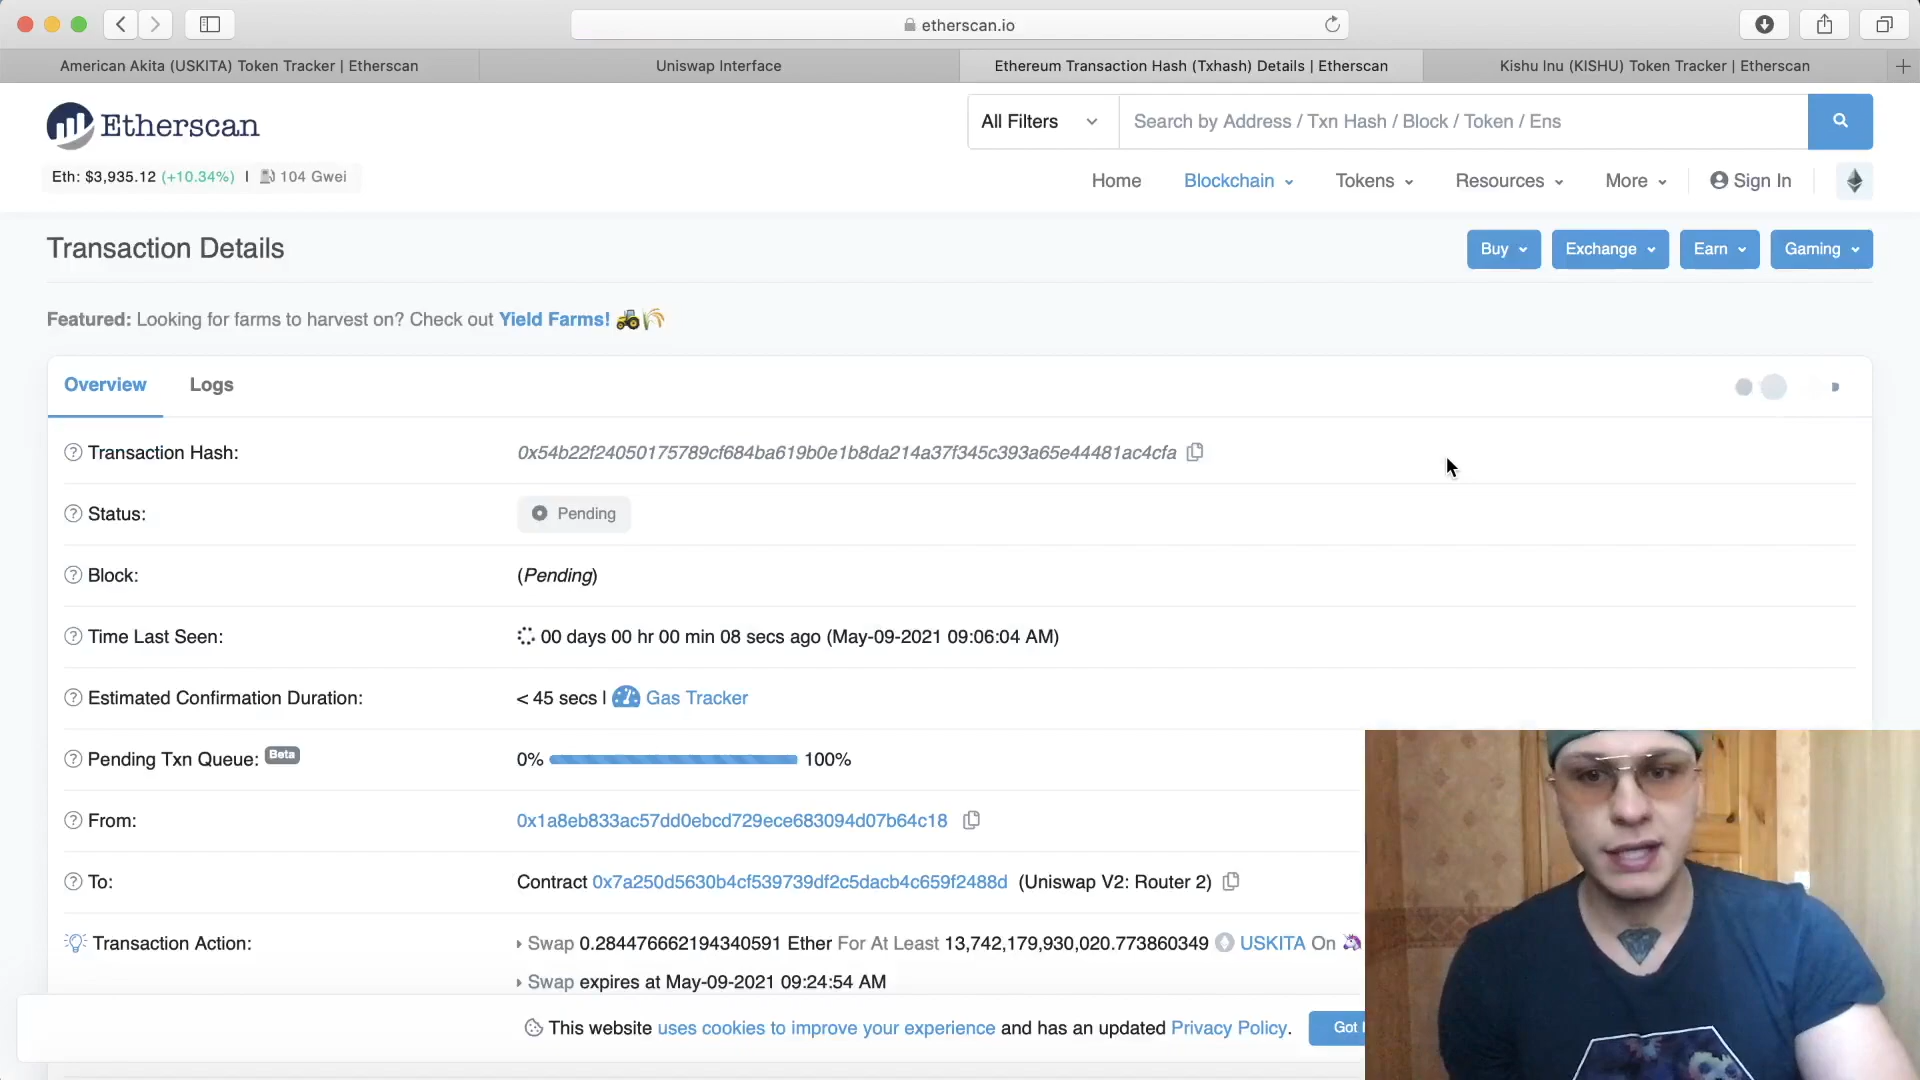 etherscan.io
American Akita (USKITA) Token Tracker | Etherscan
Uniswap Interface
Ethereum Transaction Hash (Txhash) Details | Etherscan
Kishu Inu (KISHU) Token Tracker | Etherscan
Etherscan
All Filters
Search by Address / Txn Hash / Block / Token / Ens
Eth: $3,935.12 (+10.34%) | 104 Gwei
Home Blockchain Tokens Resources More Sign In
Transaction Details
Buy Exchange Earn Gaming
Featured: Looking for farms to harvest on? Check out Yield Farms!
Overview Logs
Transaction Hash: 0x54b22f24050175789cf684ba619b0e1b8da214a37f345c393a65e44481ac4cfa
Status: Pending
Block: (Pending)
Time Last Seen: 00 days 00 hr 00 min 08 secs ago (May-09-2021 09:06:04 AM)
Estimated Confirmation Duration: < 45 secs | Gas Tracker
Pending Txn Queue: Beta 0% 100%
From: 0x1a8eb833ac57dd0ebcd729ece683094d07b64c18
To: Contract 0x7a250d5630b4cf539739df2c5dacb4c659f2488d (Uniswap V2: Router 2)
Transaction Action: Swap 0.284476662194340591 Ether For At Least 13,742,179,930,020.773860349 USKITA On
Swap expires at May-09-2021 09:24:54 AM
This website uses cookies to improve your experience and has an updated Privacy Policy. Got